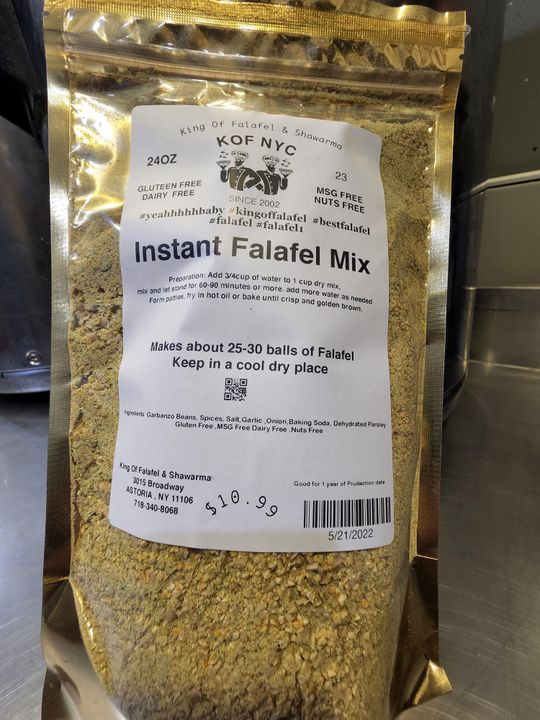 King Of Falafel & Shawarma
KOF NYC
24OZ
23
GLUTEEN FREE
DAIRY FREE
MSG FREE
NUTS FREE
SINCE 2002
#yeahhhhhbaby #kingoffalafel #bestfalafel
#falafel #falafel1
Instant Falafel Mix
Preparation: Add 3/4cup of water to 1 cup dry mix,
mix and let stand for 60-90 minutes or more. add more water as needed
Form patties, fry in hot oil or bake until crisp and golden brown.
Makes about 25-30 balls of Falafel
Keep in a cool dry place
Ingredients: Garbanzo Beans, Spices, Salt,Garlic ,Onion,Baking Soda, Dehydrated Parsley
Gluten Free ,MSG Free Dairy Free ,Nuts Free
King Of Falafel & Shawarma
3015 Broadway
ASTORIA , NY 11106
718-340-8068
$10.99
Good for 1 year of Prudection date
5/21/2022